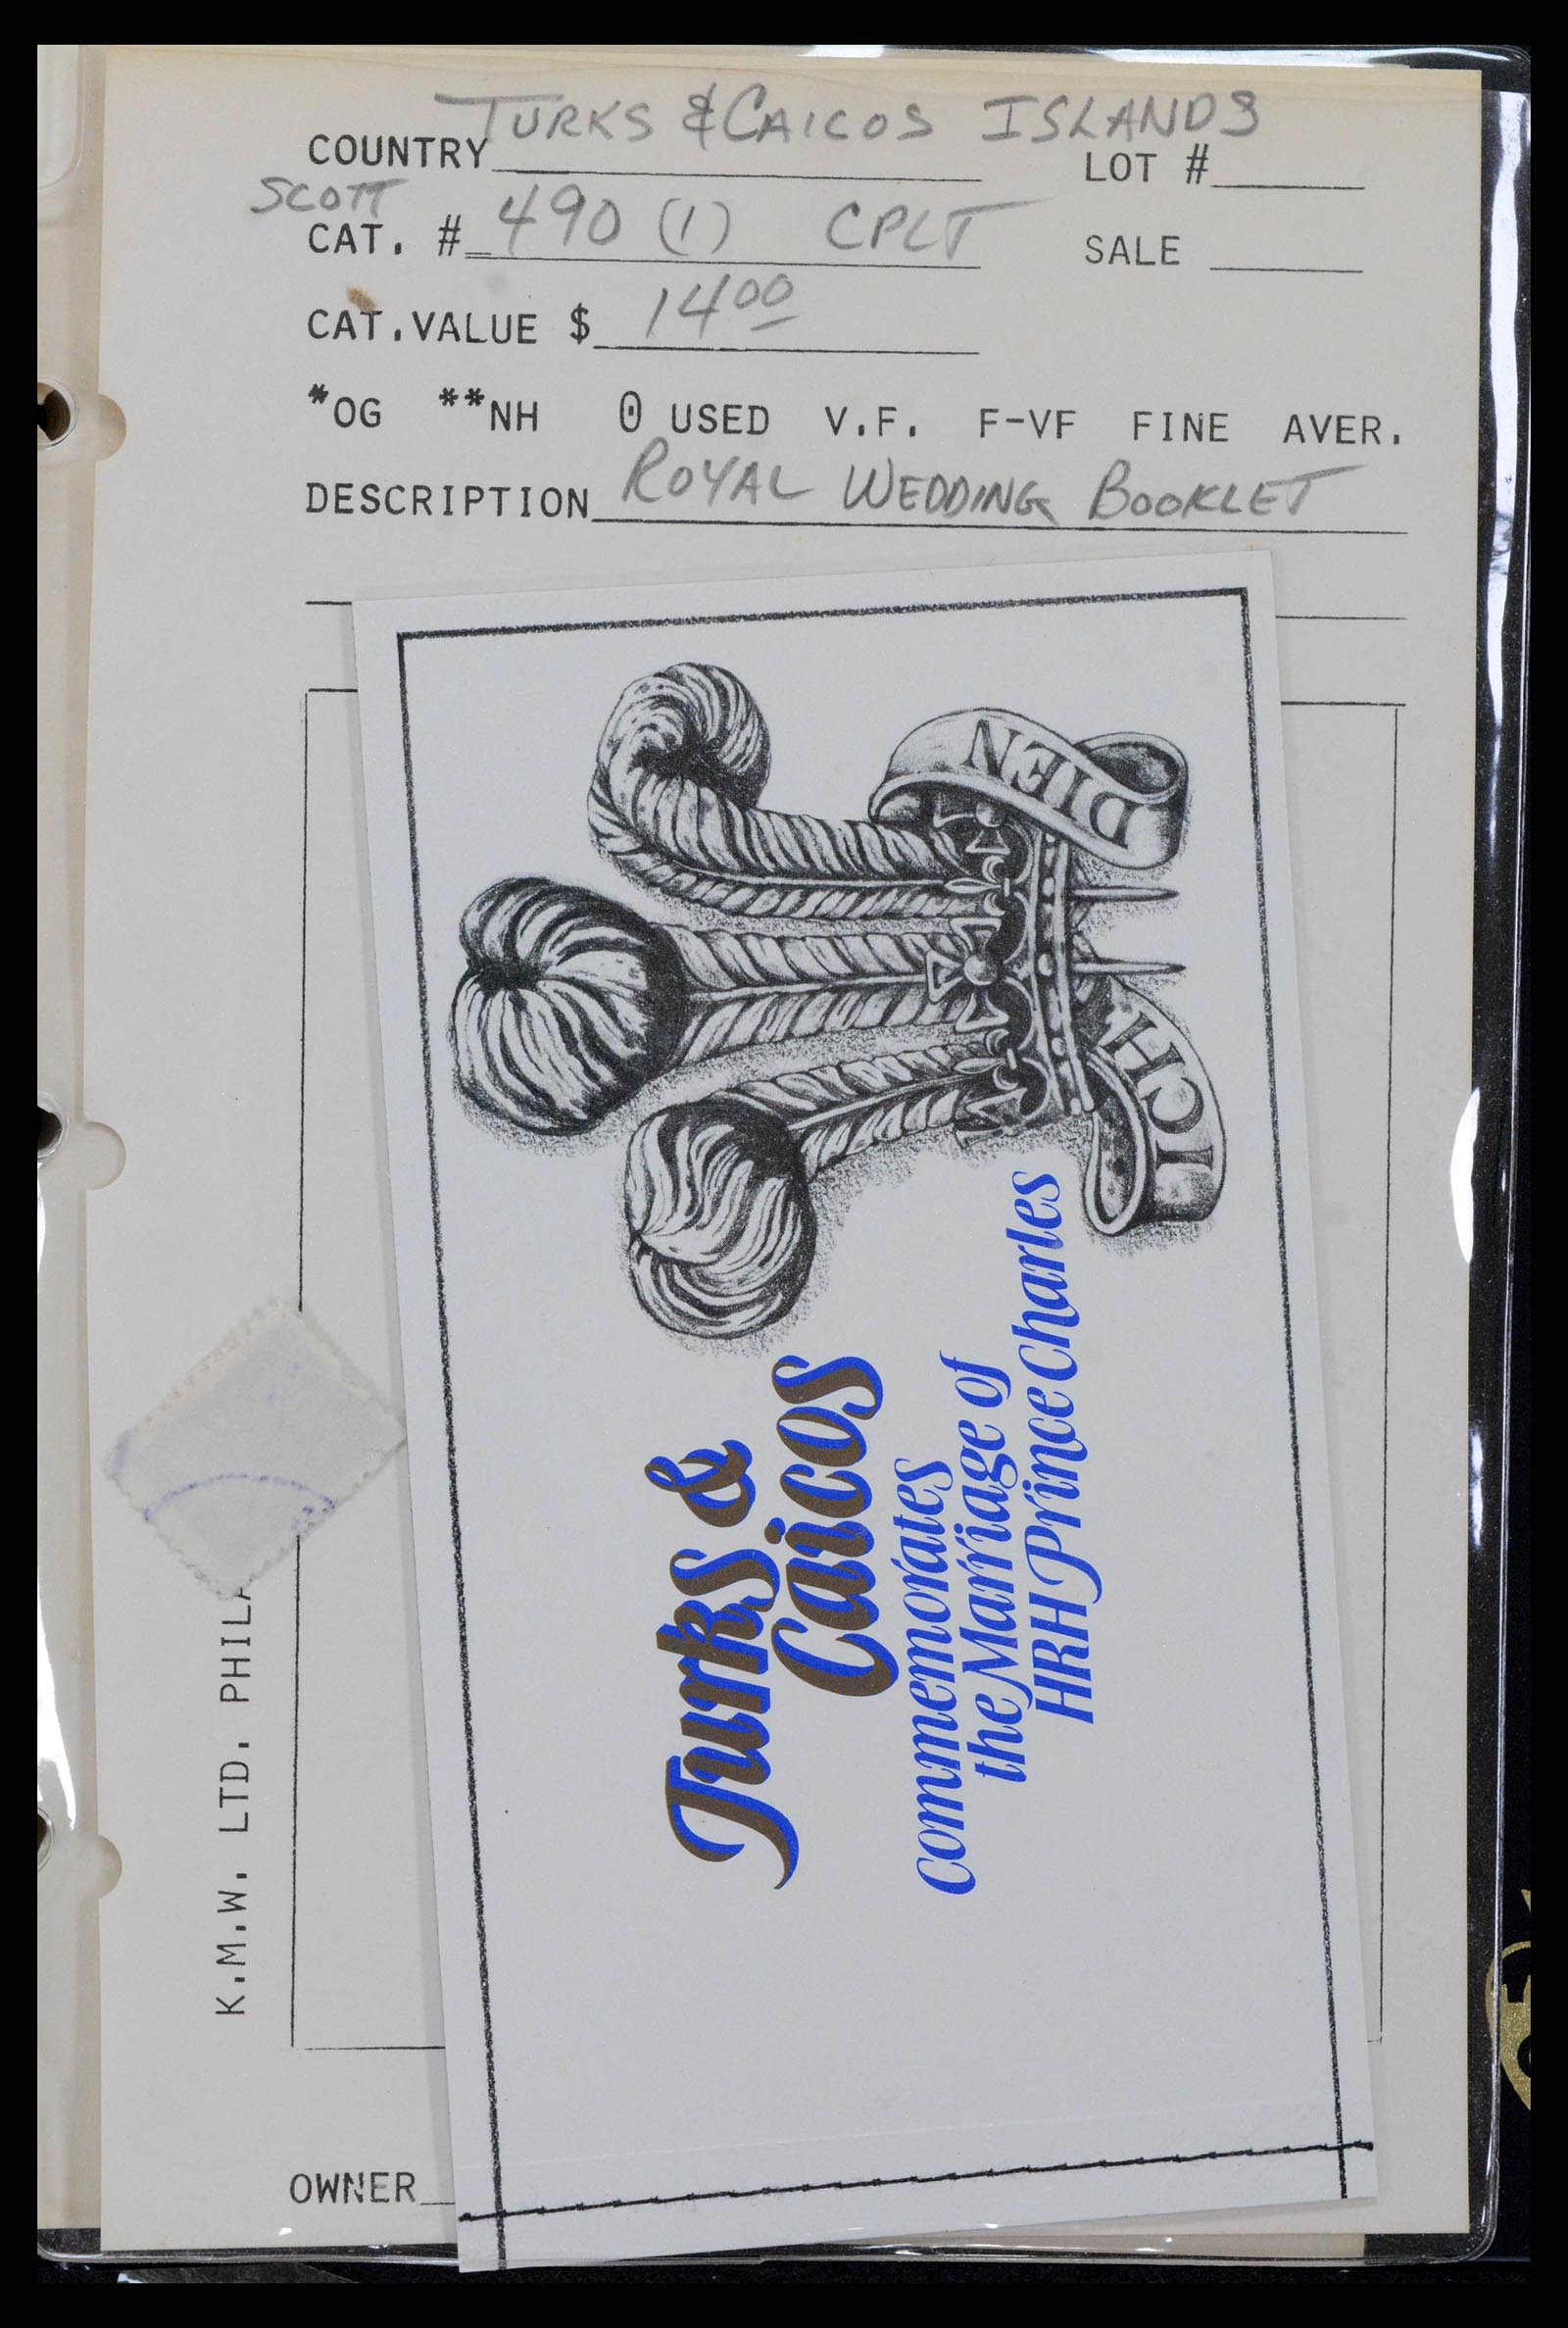 TURKS & CAICOS ISLANDS
COUNTRY
LOT #
SCOTT
CAT. # 490 (1) CPLT
SALE
CAT.VALUE $ 14 00
*OG **NH 0 USED V.F. F-VF FINE AVER.
DESCRIPTION ROYAL WEDDING BOOKLET
DIEN
ICH
Turks &
Caicos
commemorates
the Marriage of
HRH Prince Charles
K.M.W. LTD. PHILA
OWNER